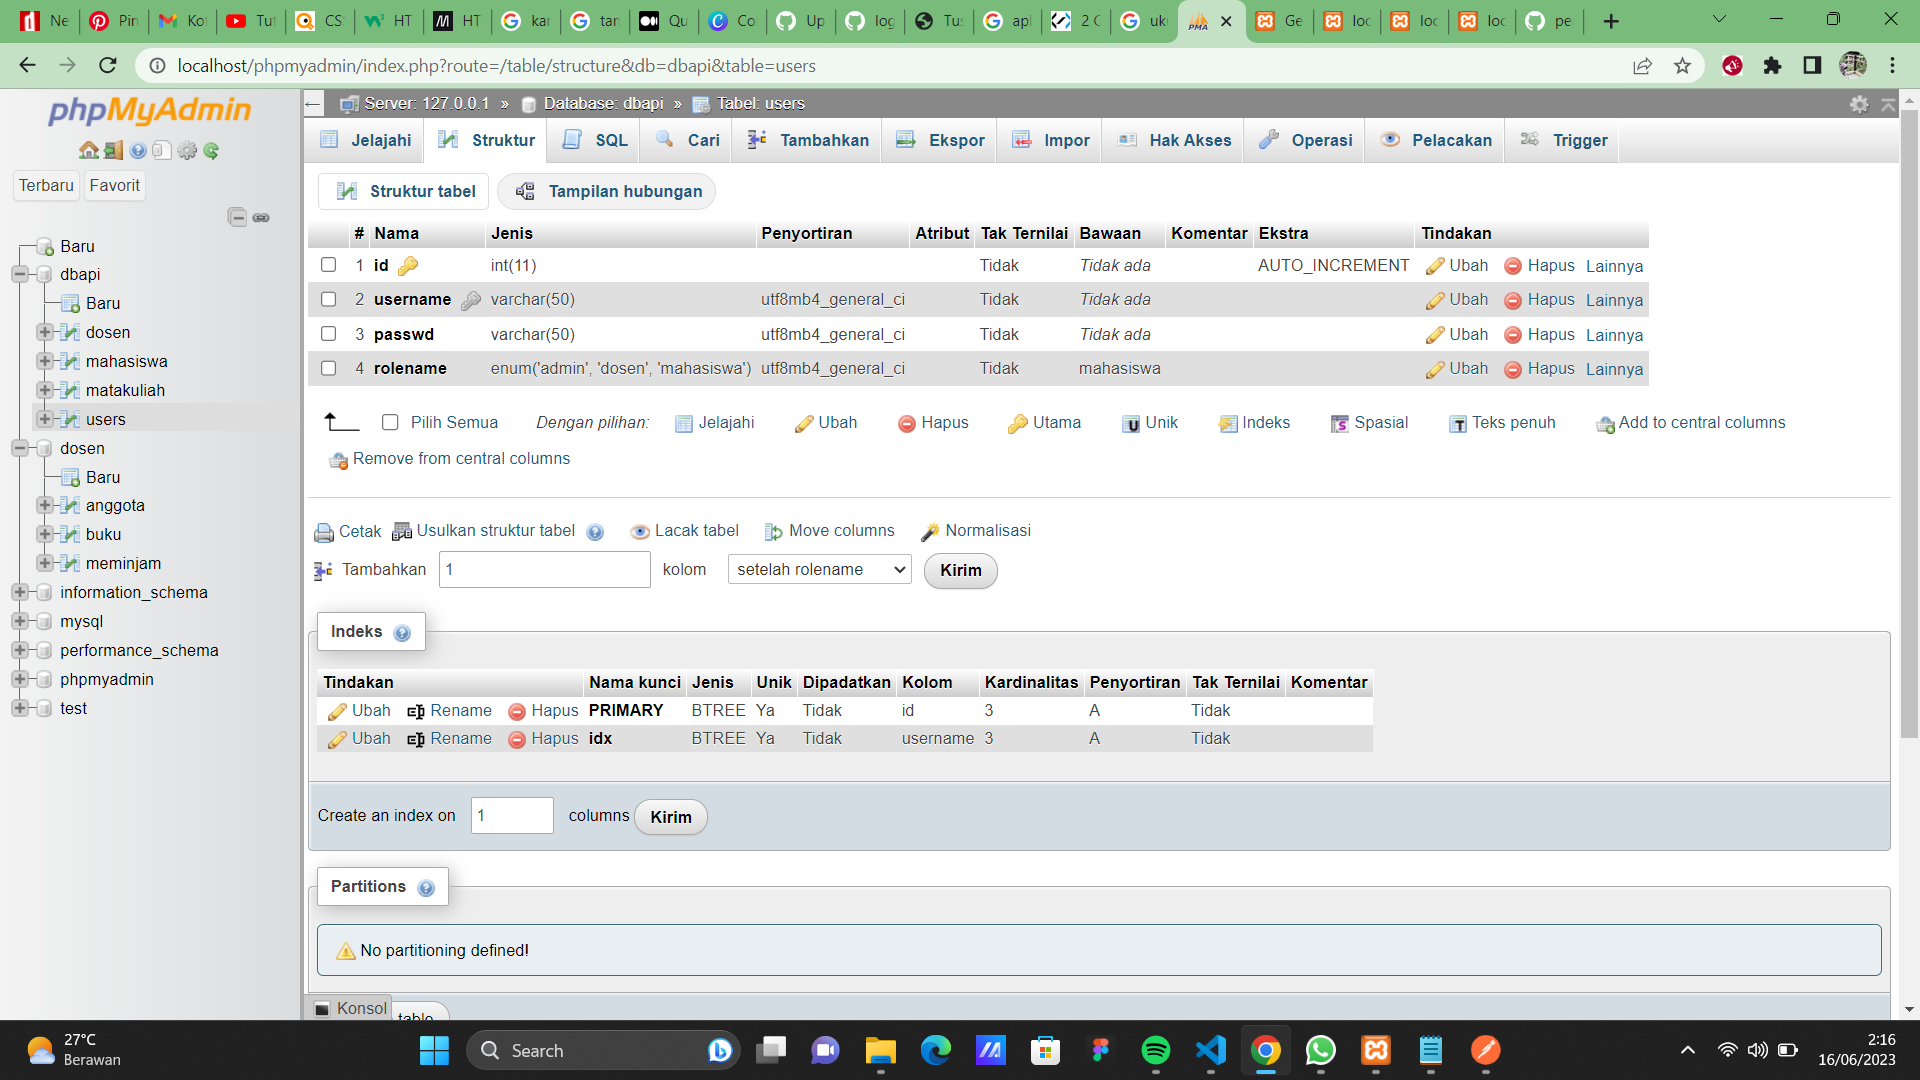 Ne Pin Kot Tut CS HT HT kar tan Qu Co Up log Tus apl 2 C uku PMA Ge loc loc loc pe
localhost/phpmyadmin/index.php?route=/table/structure&db=dbapi&table=users
phpMyAdmin
Terbaru Favorit
Baru
dbapi
Baru
dosen
mahasiswa
matakuliah
users
dosen
Baru
anggota
buku
meminjam
information_schema
mysql
performance_schema
phpmyadmin
test
Server: 127.0.0.1 » Database: dbapi » Tabel: users
Jelajahi Struktur SQL Cari Tambahkan Ekspor Impor Hak Akses Operasi Pelacakan Trigger
Struktur tabel Tampilan hubungan
# Nama Jenis Penyortiran Atribut Tak Ternilai Bawaan Komentar Ekstra Tindakan
1 id int(11) Tidak Tidak ada AUTO_INCREMENT Ubah Hapus Lainnya
2 username varchar(50) utf8mb4_general_ci Tidak Tidak ada Ubah Hapus Lainnya
3 passwd varchar(50) utf8mb4_general_ci Tidak Tidak ada Ubah Hapus Lainnya
4 rolename enum('admin', 'dosen', 'mahasiswa') utf8mb4_general_ci Tidak mahasiswa Ubah Hapus Lainnya
Pilih Semua Dengan pilihan: Jelajahi Ubah Hapus Utama Unik Indeks Spasial Teks penuh Add to central columns
Remove from central columns
Cetak Usulkan struktur tabel Lacak tabel Move columns Normalisasi
Tambahkan 1 kolom setelah rolename Kirim
Indeks
Tindakan Nama kunci Jenis Unik Dipadatkan Kolom Kardinalitas Penyortiran Tak Ternilai Komentar
Ubah Rename Hapus PRIMARY BTREE Ya Tidak id 3 A Tidak
Ubah Rename Hapus idx BTREE Ya Tidak username 3 A Tidak
Create an index on 1 columns Kirim
Partitions
No partitioning defined!
Konsol table
27°C
Berawan
Search
2:16
16/06/2023